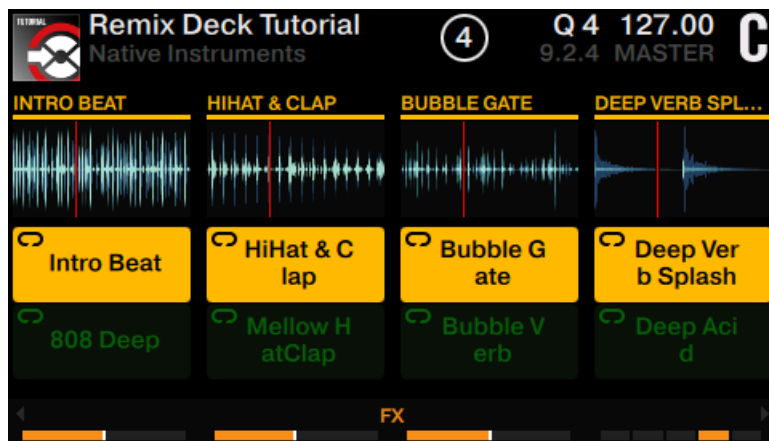 TUTORIAL
Remix Deck Tutorial
Native Instruments
4
Q 4 127.00
9.2.4 MASTER
C
INTRO BEAT
HIHAT & CLAP
BUBBLE GATE
DEEP VERB SPL...
Intro Beat
HiHat & C
lap
Bubble G
ate
Deep Ver
b Splash
808 Deep
Mellow H
atClap
Bubble V
erb
Deep Aci
d
FX